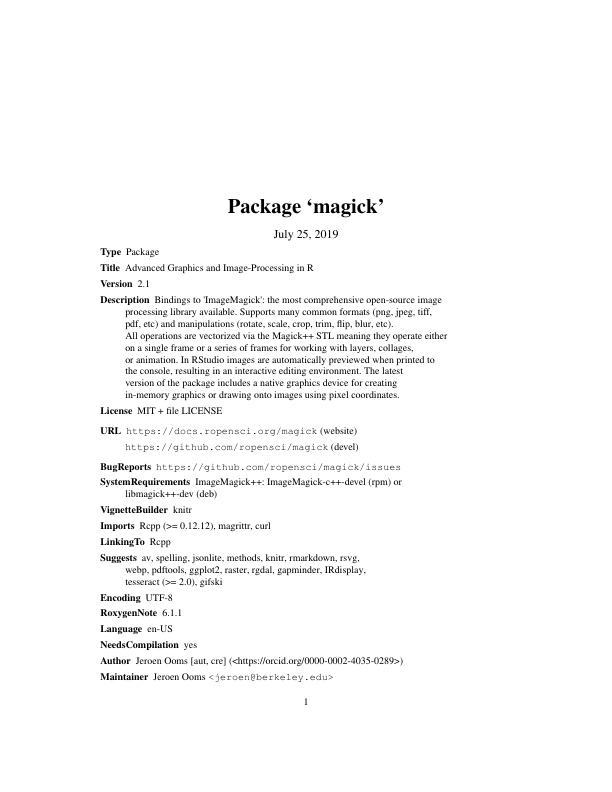 Package ‘magick’
July 25, 2019
Type Package
Title Advanced Graphics and Image-Processing in R
Version 2.1
Description Bindings to 'ImageMagick': the most comprehensive open-source image
processing library available. Supports many common formats (png, jpeg, tiff,
pdf, etc) and manipulations (rotate, scale, crop, trim, flip, blur, etc).
All operations are vectorized via the Magick++ STL meaning they operate either
on a single frame or a series of frames for working with layers, collages,
or animation. In RStudio images are automatically previewed when printed to
the console, resulting in an interactive editing environment. The latest
version of the package includes a native graphics device for creating
in-memory graphics or drawing onto images using pixel coordinates.
License MIT + file LICENSE
URL https://docs.ropensci.org/magick (website)
https://github.com/ropensci/magick (devel)
BugReports https://github.com/ropensci/magick/issues
SystemRequirements ImageMagick++: ImageMagick-c++-devel (rpm) or
libmagick++-dev (deb)
VignetteBuilder knitr
Imports Rcpp (>= 0.12.12), magrittr, curl
LinkingTo Rcpp
Suggests av, spelling, jsonlite, methods, knitr, rmarkdown, rsvg,
webp, pdftools, ggplot2, raster, rgdal, gapminder, IRdisplay,
tesseract (>= 2.0), gifski
Encoding UTF-8
RoxygenNote 6.1.1
Language en-US
NeedsCompilation yes
Author Jeroen Ooms [aut, cre] (<https://orcid.org/0000-0002-4035-0289>)
Maintainer Jeroen Ooms <jeroen@berkeley.edu>
1